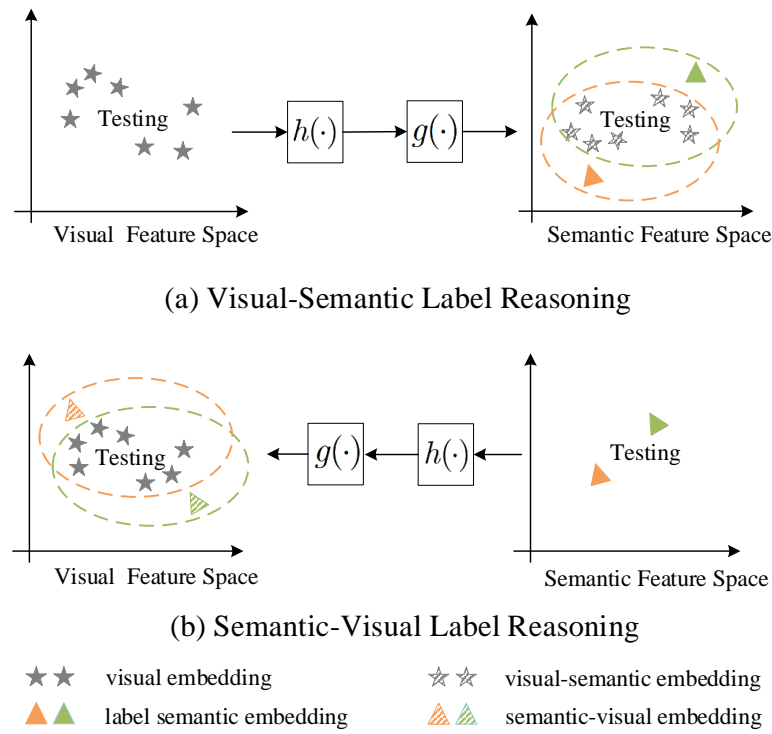 Testing
h(·)
g(·)
Testing
Visual Feature Space
Semantic Feature Space
(a) Visual-Semantic Label Reasoning
Testing
g(·)
h(·)
Testing
Visual Feature Space
Semantic Feature Space
(b) Semantic-Visual Label Reasoning
visual embedding
visual-semantic embedding
label semantic embedding
semantic-visual embedding